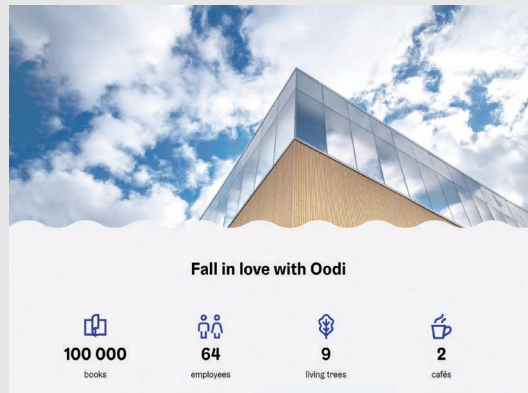 Fall in love with Oodi
100 000
books
64
employees
9
living trees
2
cafés